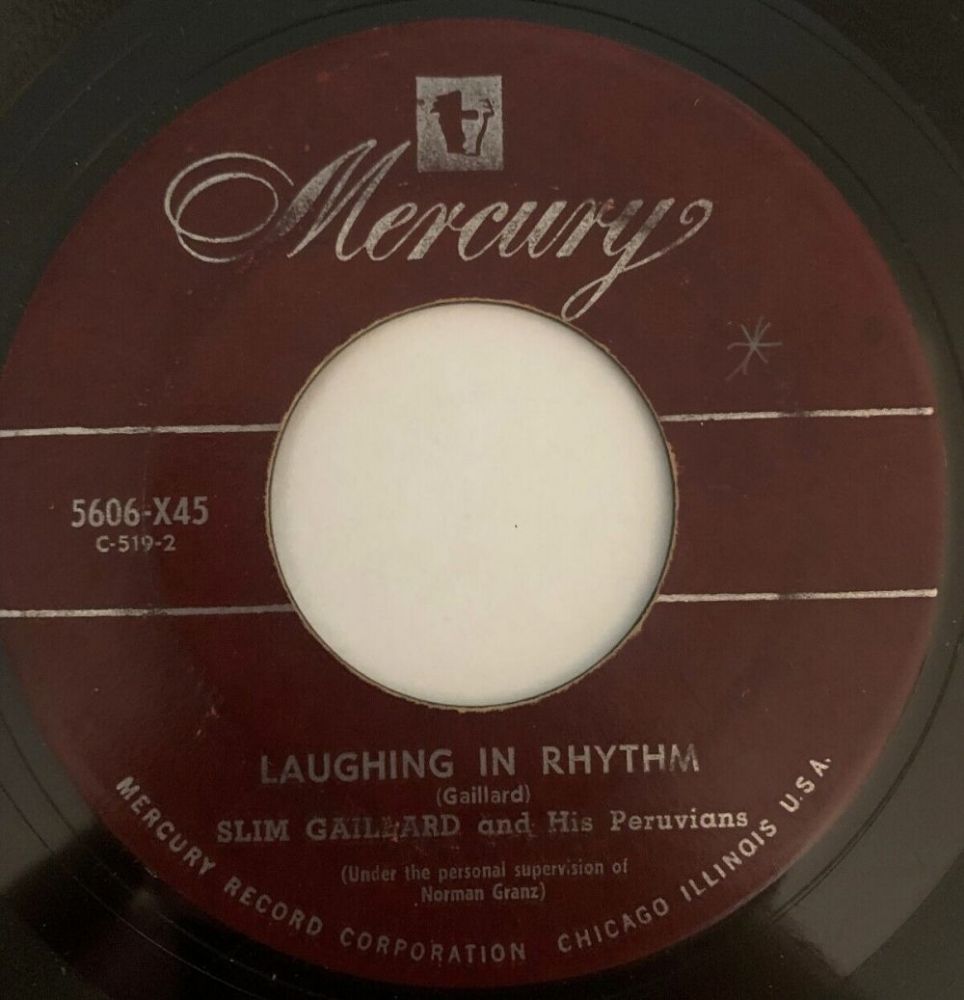 Mercury
5606-X45
C-519-2
LAUGHING IN RHYTHM
(Gaillard)
SLIM GAILLARD and His Peruvians
(Under the personal supervision of
Norman Granz)
MERCURY RECORD CORPORATION CHICAGO ILLINOIS U.S.A.